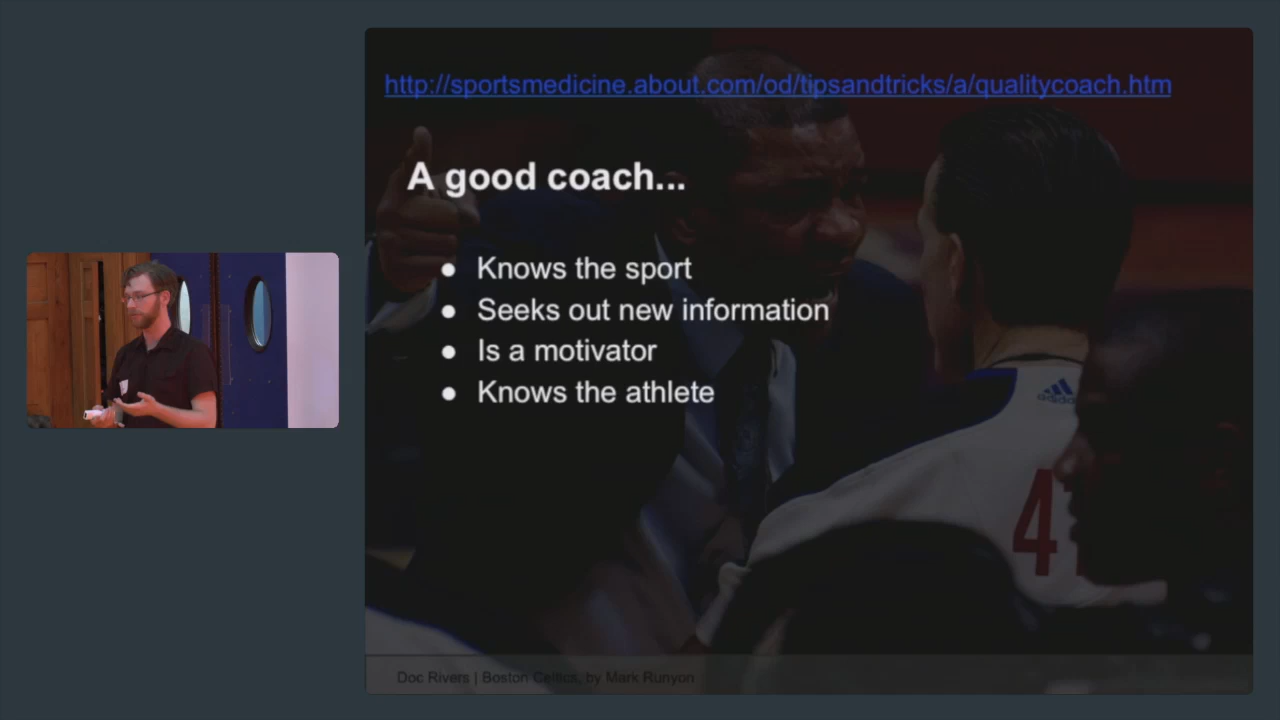 http://sportsmedicine.about.com/od/tipsandtricks/a/qualitycoach.htm
A good coach...
● Knows the sport
● Seeks out new information
● Is a motivator
● Knows the athlete
adidas
4
Doc Rivers | Boston Celtics, by Mark Runyon